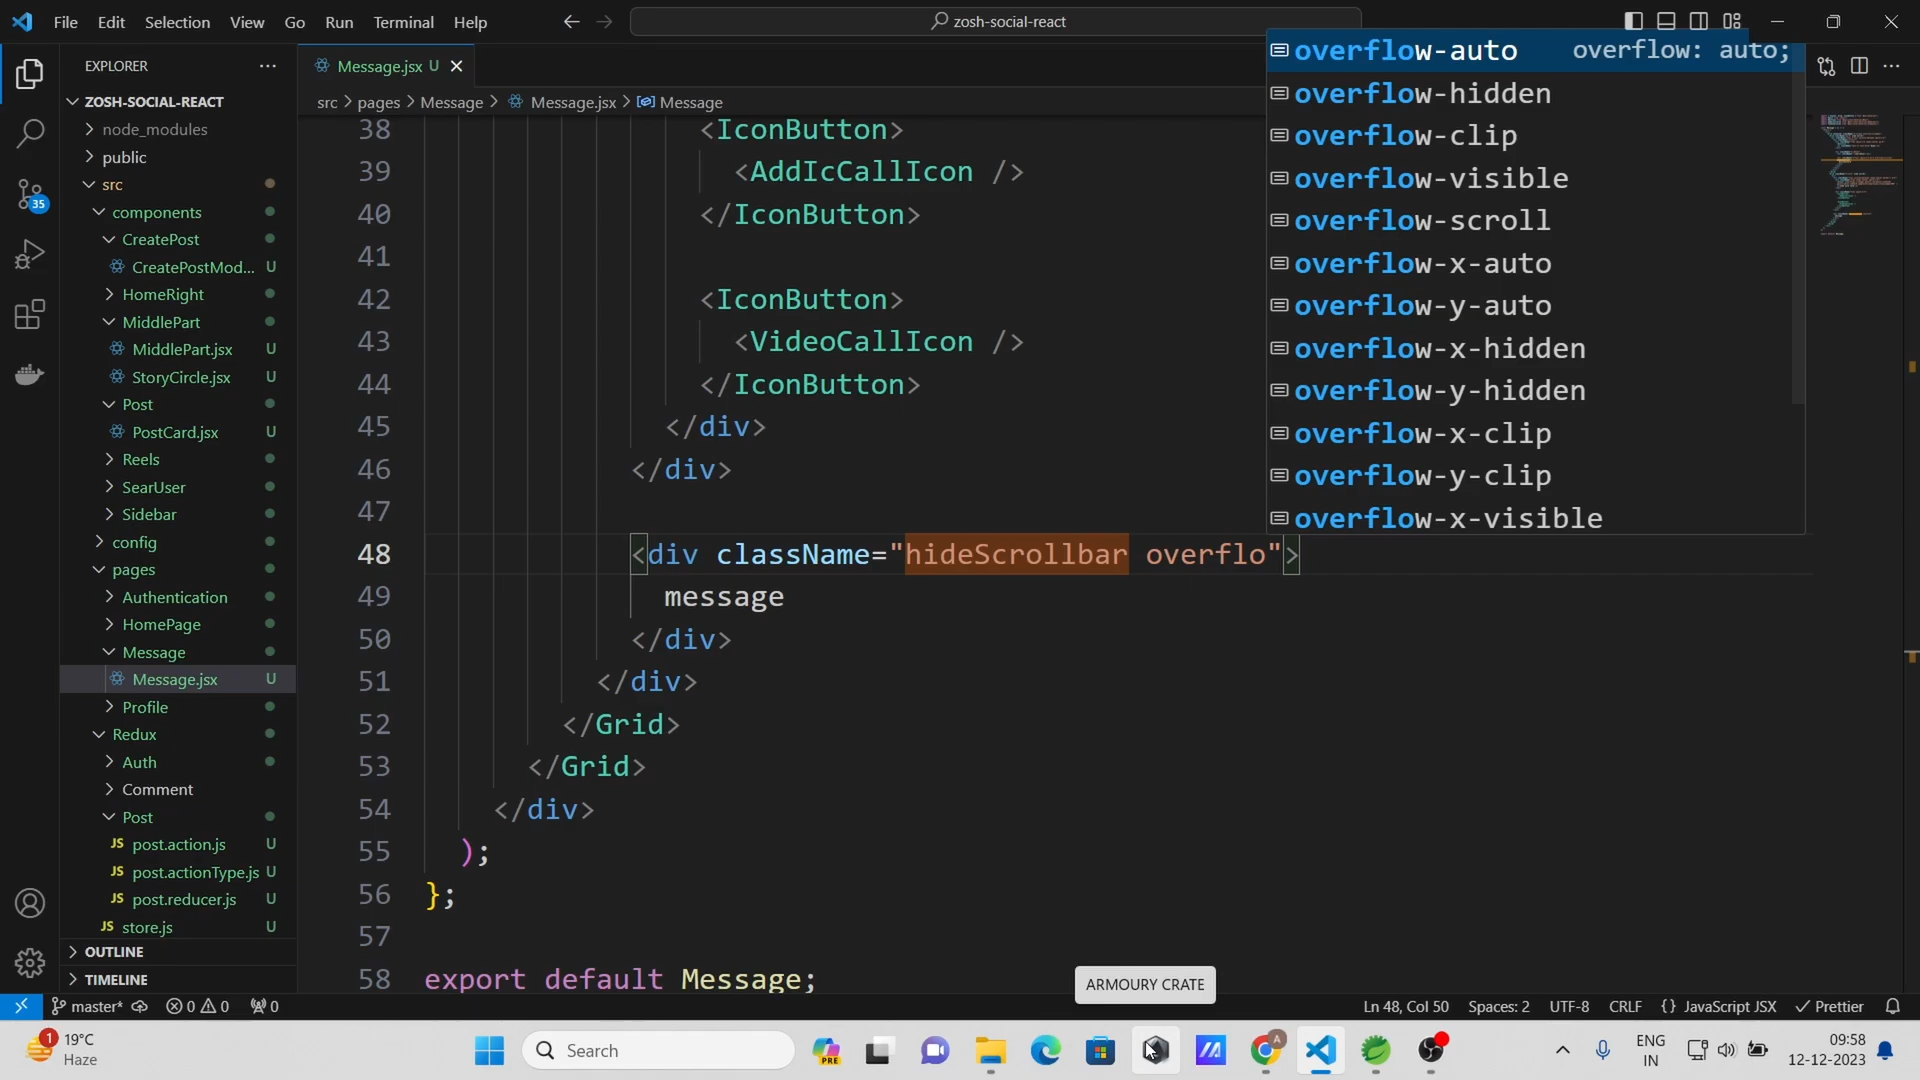 File Edit Selection View Go Run Terminal Help
zosh-social-react
EXPLORER
ZOSH-SOCIAL-REACT
node_modules
public
src
components
CreatePost
CreatePostMod... U
HomeRight
MiddlePart
MiddlePart.jsx U
StoryCircle.jsx U
Post
PostCard.jsx U
Reels
SearUser
Sidebar
config
pages
Authentication
HomePage
Message
Message.jsx U
Profile
Redux
Auth
Comment
Post
JS post.action.js U
JS post.actionType.js U
JS post.reducer.js U
JS store.js U
OUTLINE
TIMELINE
35
Message.jsx U
src > pages > Message > Message.jsx > Message
38 <IconButton>
39 <AddIcCallIcon />
40 </IconButton>
41
42 <IconButton>
43 <VideoCallIcon />
44 </IconButton>
45 </div>
46 </div>
47
48 <div className="hideScrollbar overflo">
49 message
50 </div>
51 </div>
52 </Grid>
53 </Grid>
54 </div>
55 );
56 };
57
58 export default Message;
overflow-auto overflow: auto;
overflow-hidden
overflow-clip
overflow-visible
overflow-scroll
overflow-x-auto
overflow-y-auto
overflow-x-hidden
overflow-y-hidden
overflow-x-clip
overflow-y-clip
overflow-x-visible
ARMOURY CRATE
master* 0 0 0
Ln 48, Col 50 Spaces: 2 UTF-8 CRLF {} JavaScript JSX Prettier
1 19°C
Haze
Search
PRE
A
ENG
IN
09:58
12-12-2023